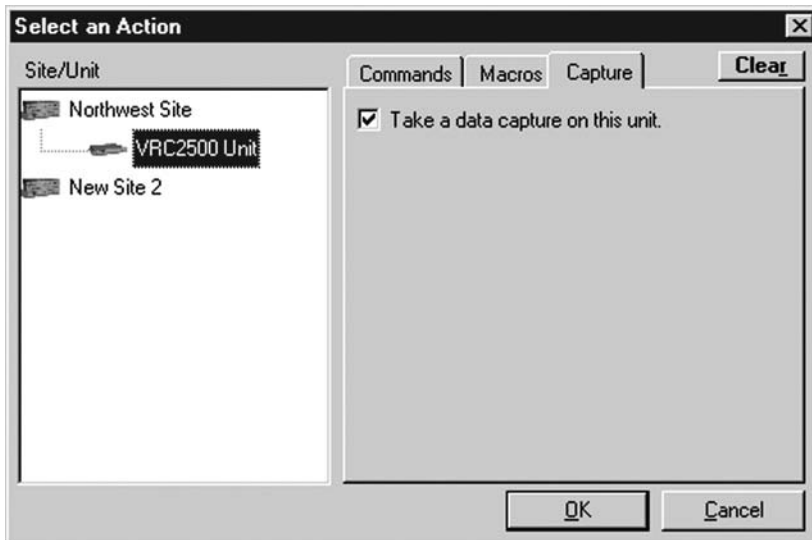 Select an Action
Site/Unit
Northwest Site
VRC2500 Unit
New Site 2
Commands
Macros
Capture
Clear
Take a data capture on this unit.
OK
Cancel